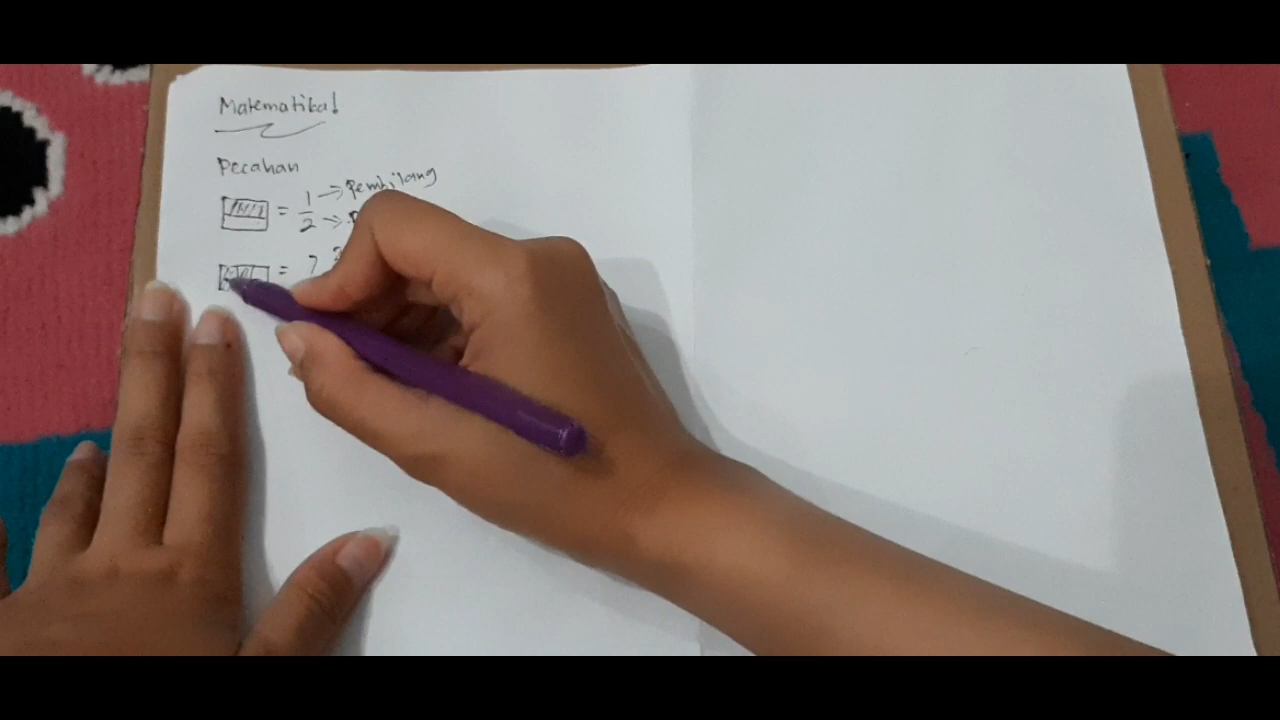 Matematika!
Pecahan
= 1/2 → Pembilang
=